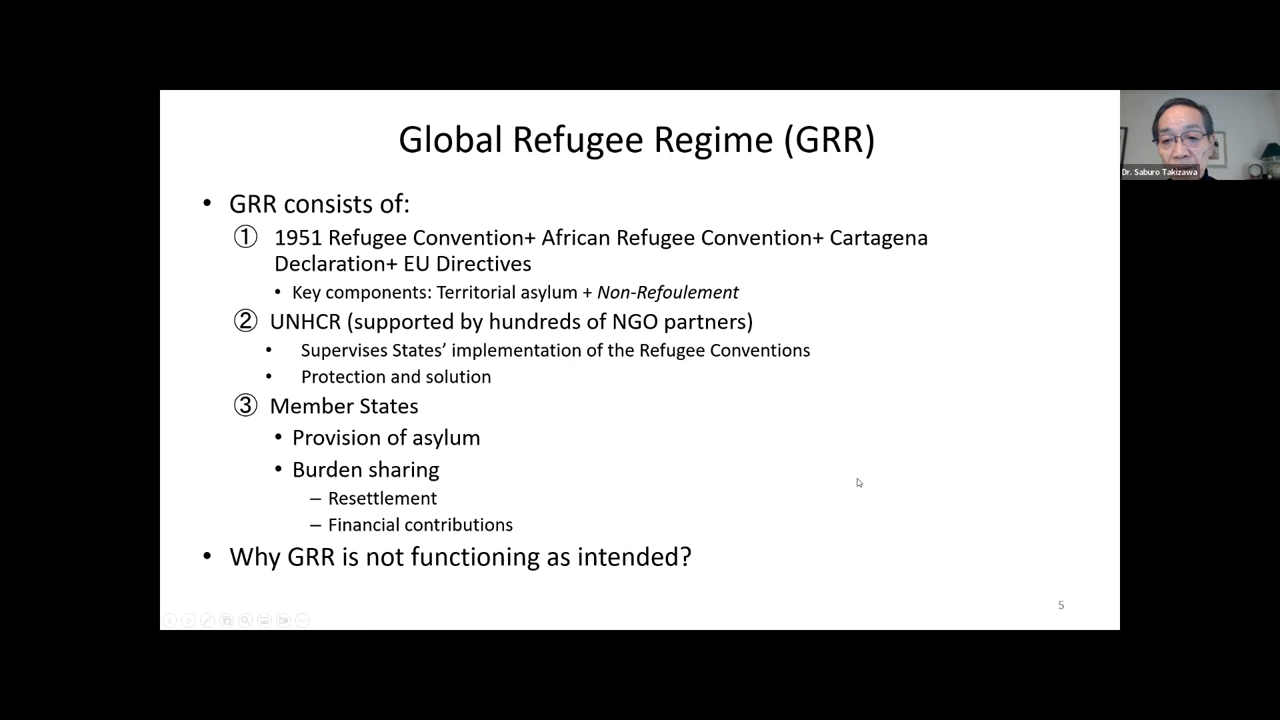 Global Refugee Regime (GRR)
Dr. Saburo Takizawa
• GRR consists of:
① 1951 Refugee Convention+ African Refugee Convention+ Cartagena
Declaration+ EU Directives
• Key components: Territorial asylum + Non-Refoulement
② UNHCR (supported by hundreds of NGO partners)
• Supervises States’ implementation of the Refugee Conventions
• Protection and solution
③ Member States
• Provision of asylum
• Burden sharing
– Resettlement
– Financial contributions
• Why GRR is not functioning as intended?
5